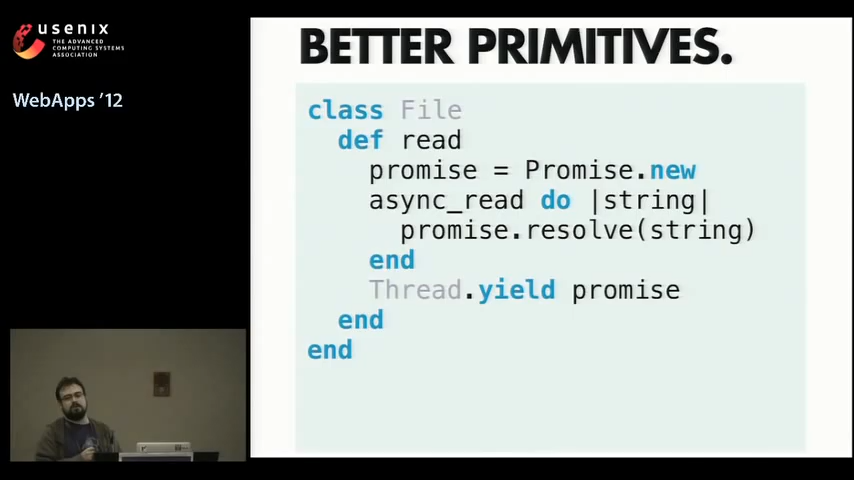 usenix
THE ADVANCED
COMPUTING SYSTEMS
ASSOCIATION
WebApps '12
BETTER PRIMITIVES.
class File
  def read
    promise = Promise.new
    async_read do |string|
      promise.resolve(string)
    end
    Thread.yield promise
  end
end